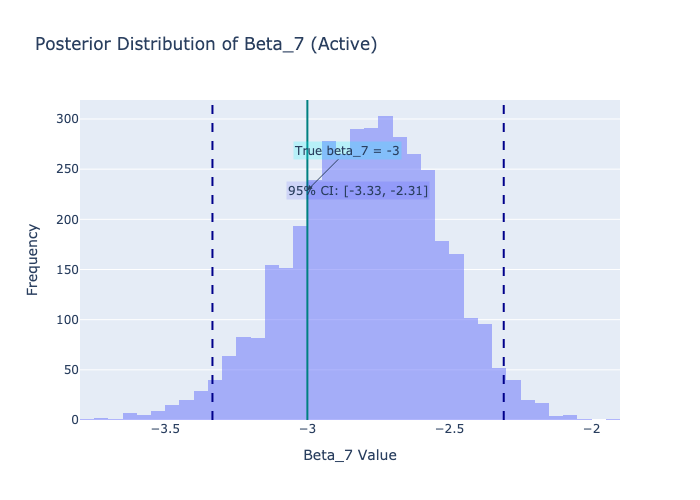 Posterior Distribution of Beta_7 (Active)
300
True beta_7 = -3
250
95% CI: [-3.33, -2.31]
200
150
100
50
0
Frequency
−3.5
−3
−2.5
−2
Beta_7 Value